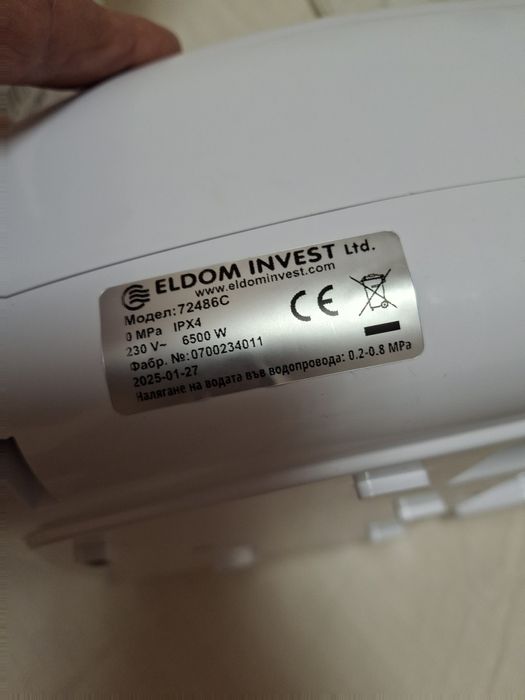 ELDOM INVEST Ltd.
www.eldominvest.com
Модел:72486C
0 MPa IPX4
230 V~ 6500 W
Фабр. №:0700234011
2025-01-27
Налягане на водата във водопровода: 0.2-0.8 MPa
CE